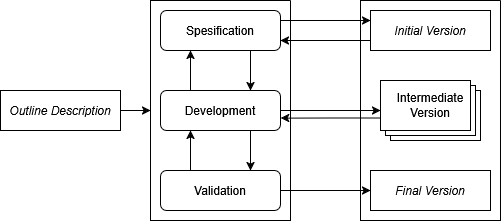 Spesification
Initial Version
Outline Description
Development
Intermediate
Version
Validation
Final Version